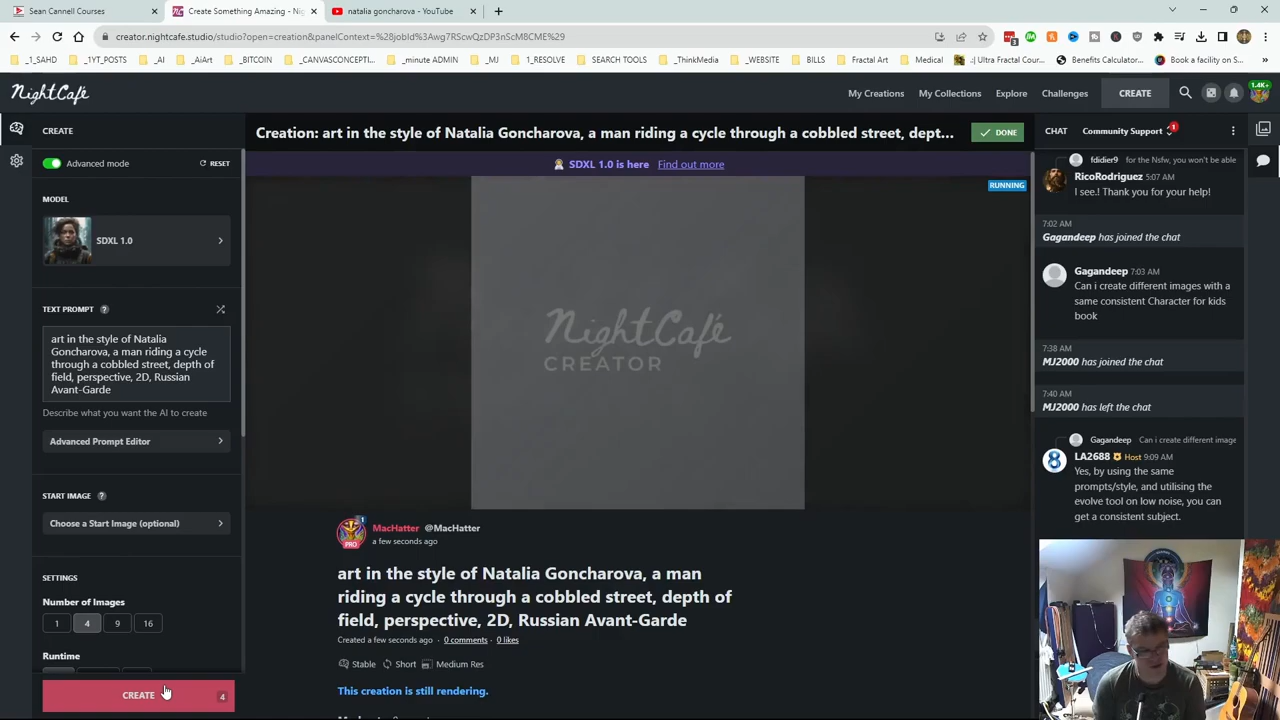 Sean Cannell Courses
Create Something Amazing - Nig
natalia goncharova - YouTube
creator.nightcafe.studio/studio?open=creation&panelContext=%28jobId%3Awg7RScwQzDP3nScM8CME%29
_1_SAHD
_1YT_POSTS
_AI
_AiArt
_BITCOIN
_CANVASCONCEPTI...
_minute ADMIN
_MJ
1_RESOLVE
SEARCH TOOLS
_ThinkMedia
_WEBSITE
BILLS
Fractal Art
Medical
.:| Ultra Fractal Cour...
Benefits Calculator...
Book a facility on S...
NightCafé
My Creations
My Collections
Explore
Challenges
CREATE
1.4K+
CREATE
Creation: art in the style of Natalia Goncharova, a man riding a cycle through a cobbled street, dept...
DONE
CHAT
Community Support
1
Advanced mode
RESET
SDXL 1.0 is here Find out more
RUNNING
MODEL
SDXL 1.0
TEXT PROMPT
art in the style of Natalia
Goncharova, a man riding a cycle
through a cobbled street, depth of
field, perspective, 2D, Russian
Avant-Garde
Describe what you want the AI to create
Advanced Prompt Editor
START IMAGE
Choose a Start Image (optional)
SETTINGS
Number of Images
1
4
9
16
Runtime
CREATE
4
NightCafé
CREATOR
PRO
MacHatter @MacHatter
a few seconds ago
art in the style of Natalia Goncharova, a man
riding a cycle through a cobbled street, depth of
field, perspective, 2D, Russian Avant-Garde
Created a few seconds ago - 0 comments - 0 likes
Stable
Short
Medium Res
This creation is still rendering.
fdidier9 for the Nsfw, you won't be able
RicoRodriguez 5:07 AM
I see.! Thank you for your help!
7:02 AM
Gagandeep has joined the chat
Gagandeep 7:03 AM
Can i create different images with a
same consistent Character for kids
book
7:38 AM
MJ2000 has joined the chat
7:40 AM
MJ2000 has left the chat
Gagandeep Can i create different image
LA2688 Host 9:09 AM
Yes, by using the same
prompts/style, and utilising the
evolve tool on low noise, you can
get a consistent subject.